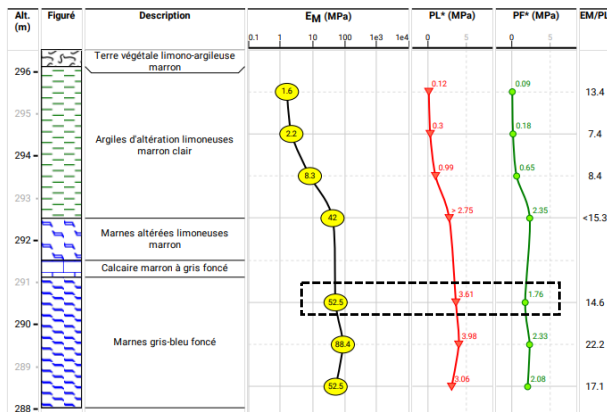 Alt. Figuré Description EM (MPa) PL* (MPa) PF* (MPa) EM/PL
(m)
0.1 1 10 100 1e3 1e4 0 5 0 5
Terre végétale limono-argileuse
marron
296
1.6 0.12 0.09 13.4
295
Argiles d'altération limoneuses
marron clair
2.2 0.3 0.18 7.4
294
8.3 0.99 0.65 8.4
293
42 > 2.75 2.35 <15.3
Marnes altérées limoneuses
marron
292
Calcaire marron à gris foncé
291
52.5 3.61 1.76 14.6
290
Marnes gris-bleu foncé
88.4 3.98 2.33 22.2
289
52.5 3.06 2.08 17.1
288